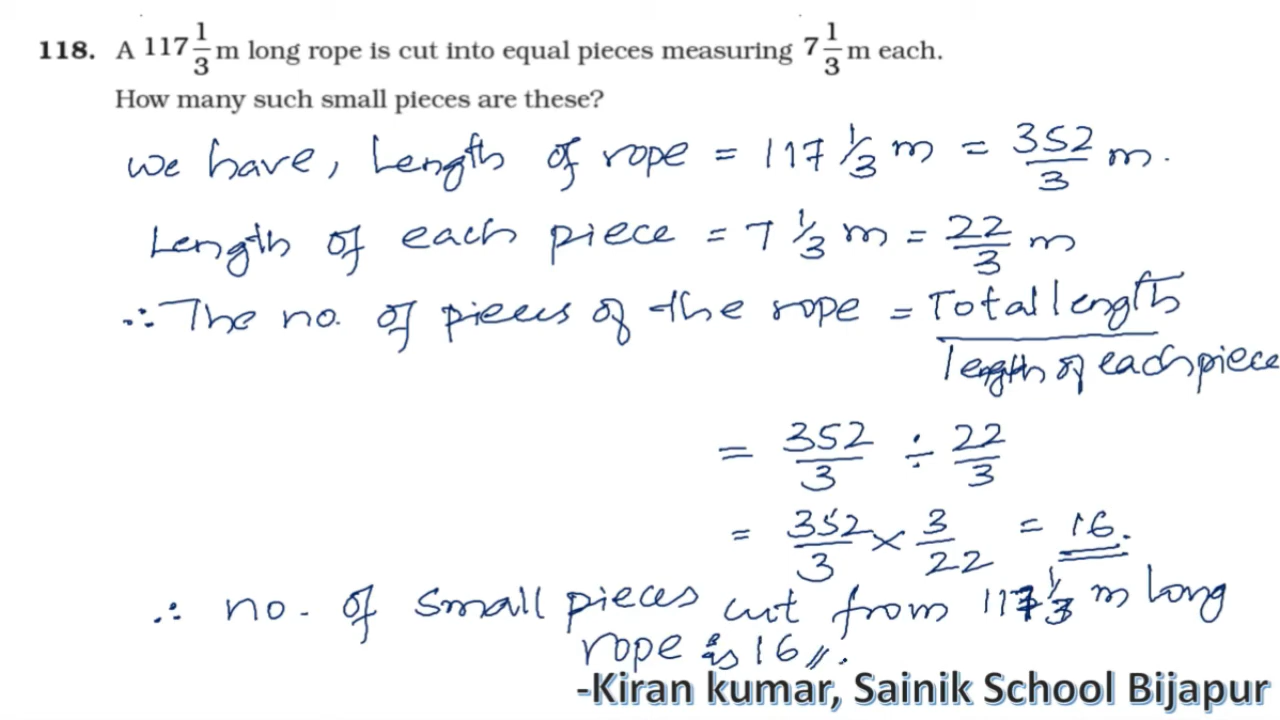 118. A 117 1/3 m long rope is cut into equal pieces measuring 7 1/3 m each.
How many such small pieces are these?
We have, Length of rope = 117 1/3 m = 352/3 m.
Length of each piece = 7 1/3 m = 22/3 m
∴ The no. of pieces of the rope = Total length / length of each piece
= 352/3 ÷ 22/3
= 352/3 × 3/22 = 16.
∴ no. of small pieces cut from 117 1/3 m long
rope is 16//.
-Kiran kumar, Sainik School Bijapur